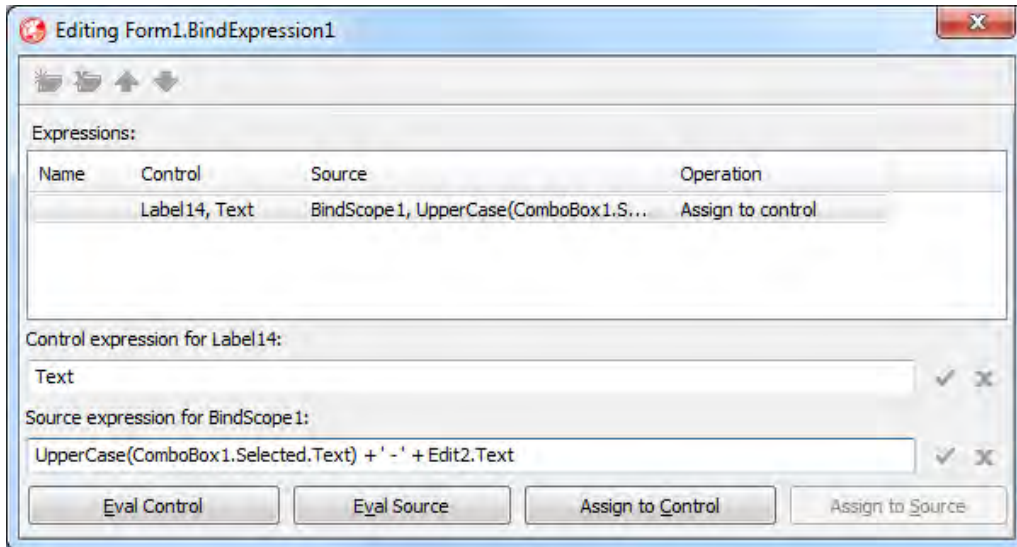 Editing Form1.BindExpression1
Expressions:
Name Control Source Operation
Label14, Text BindScope1, UpperCase(ComboBox1.S... Assign to control
Control expression for Label14:
Text
Source expression for BindScope1:
UpperCase(ComboBox1.Selected.Text) + ' - ' + Edit2.Text
Eval Control Eval Source Assign to Control Assign to Source